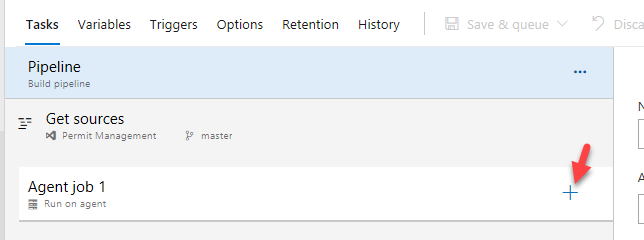 Tasks Variables Triggers Options Retention History Save & queue
Pipeline
Build pipeline
Get sources
Permit Management master
Agent job 1
Run on agent